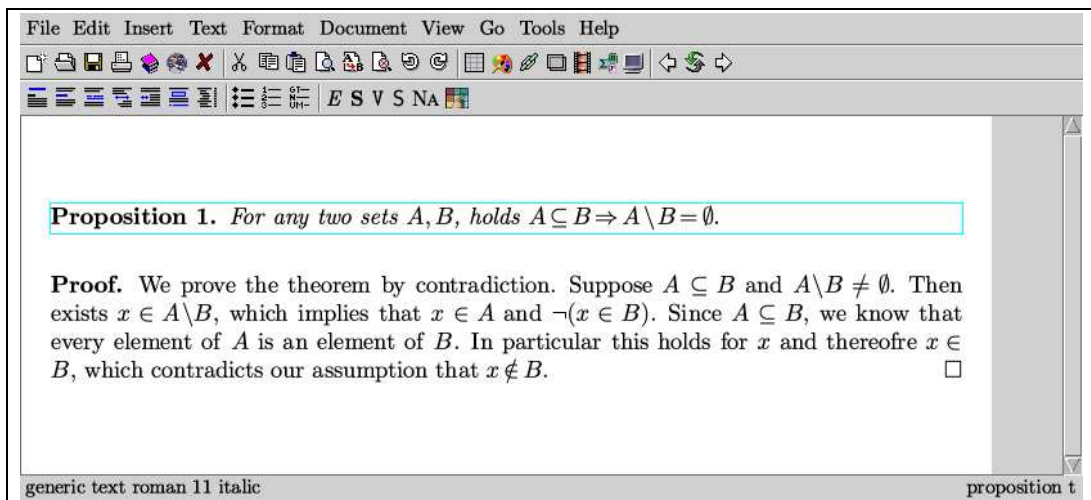 File Edit Insert Text Format Document View Go Tools Help
E S V S NA
Proposition 1. For any two sets A, B, holds A ⊆ B ⇒ A \ B = ∅.
Proof. We prove the theorem by contradiction. Suppose A ⊆ B and A\B ≠ ∅. Then
exists x ∈ A\B, which implies that x ∈ A and ¬(x ∈ B). Since A ⊆ B, we know that
every element of A is an element of B. In particular this holds for x and thereofre x ∈
B, which contradicts our assumption that x ∉ B. □
generic text roman 11 italic proposition t